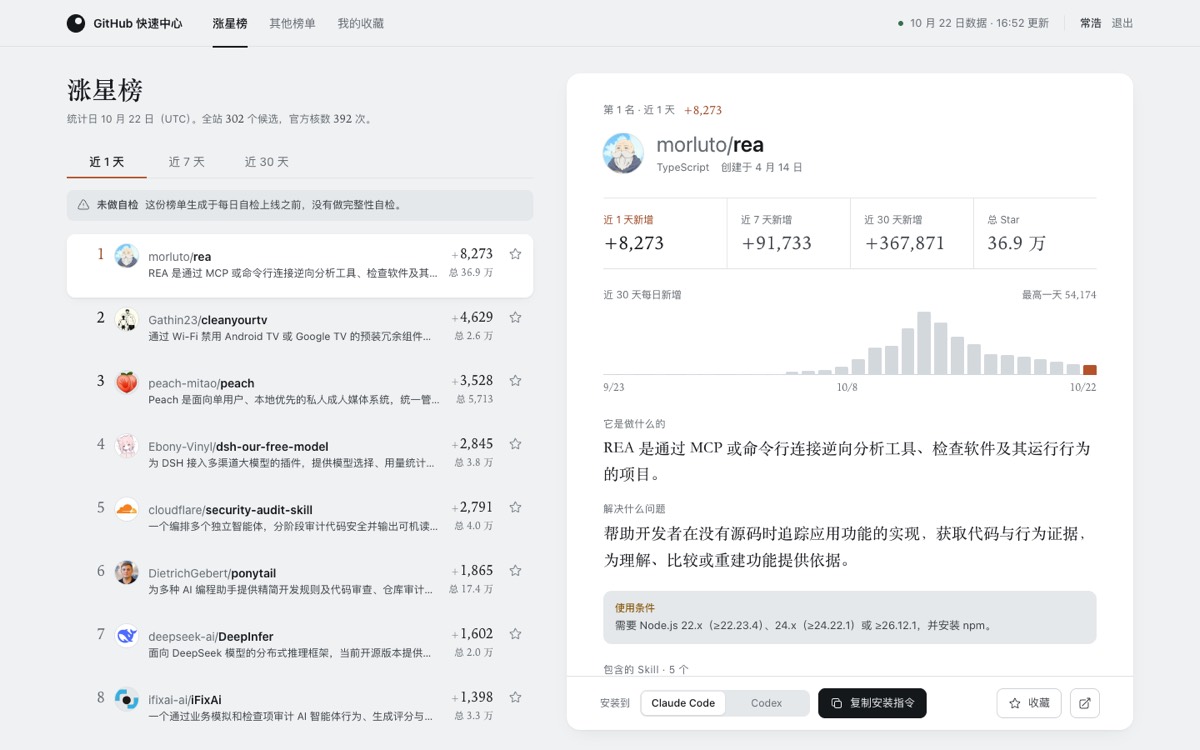 GitHub 快速中心
涨星榜
其他榜单
我的收藏
10 月 22 日数据 · 16:52 更新
常浩
退出
涨星榜
统计日 10 月 22 日（UTC）。全站 302 个候选，官方核数 392 次。
近 1 天
近 7 天
近 30 天
未做自检 这份榜单生成于每日自检上线之前，没有做完整性自检。
1
morluto/rea
+8,273
REA 是通过 MCP 或命令行连接逆向分析工具、检查软件及其…
总 36.9 万
2
Gathin23/cleanyourtv
+4,629
通过 Wi-Fi 禁用 Android TV 或 Google TV 的预装冗余组件…
总 2.6 万
3
peach-mitao/peach
+3,528
Peach 是面向单用户、本地优先的私人成人媒体系统，统一管…
总 5,713
4
Ebony-Vinyl/dsh-our-free-model
+2,845
为 DSH 接入多渠道大模型的插件，提供模型选择、用量统计…
总 3.8 万
5
cloudflare/security-audit-skill
+2,791
一个编排多个独立智能体，分阶段审计代码安全并输出可机读…
总 4.0 万
6
DietrichGebert/ponytail
+1,865
为多种 AI 编程助手提供精简开发规则及代码审查、仓库审计…
总 17.4 万
7
deepseek-ai/DeepInfer
+1,602
面向 DeepSeek 模型的分布式推理框架，当前开源版本提供…
总 2.0 万
8
ifixai-ai/iFixAi
+1,398
一个通过业务模拟和检查项审计 AI 智能体行为、生成评分与…
总 3.3 万
第 1 名 · 近 1 天 +8,273
morluto/rea
TypeScript 创建于 4 月 14 日
近 1 天新增
+8,273
近 7 天新增
+91,733
近 30 天新增
+367,871
总 Star
36.9 万
近 30 天每日新增
最高一天 54,174
9/23
10/8
10/22
它是做什么的
REA 是通过 MCP 或命令行连接逆向分析工具、检查软件及其运行行为
的项目。
解决什么问题
帮助开发者在没有源码时追踪应用功能的实现，获取代码与行为证据，
为理解、比较或重建功能提供依据。
使用条件
需要 Node.js 22.x（≥22.23.4）、24.x（≥24.22.1）或 ≥26.12.1，并安装 npm。
包含的 Skill · 5 个
安装到
Claude Code
Codex
复制安装指令
收藏